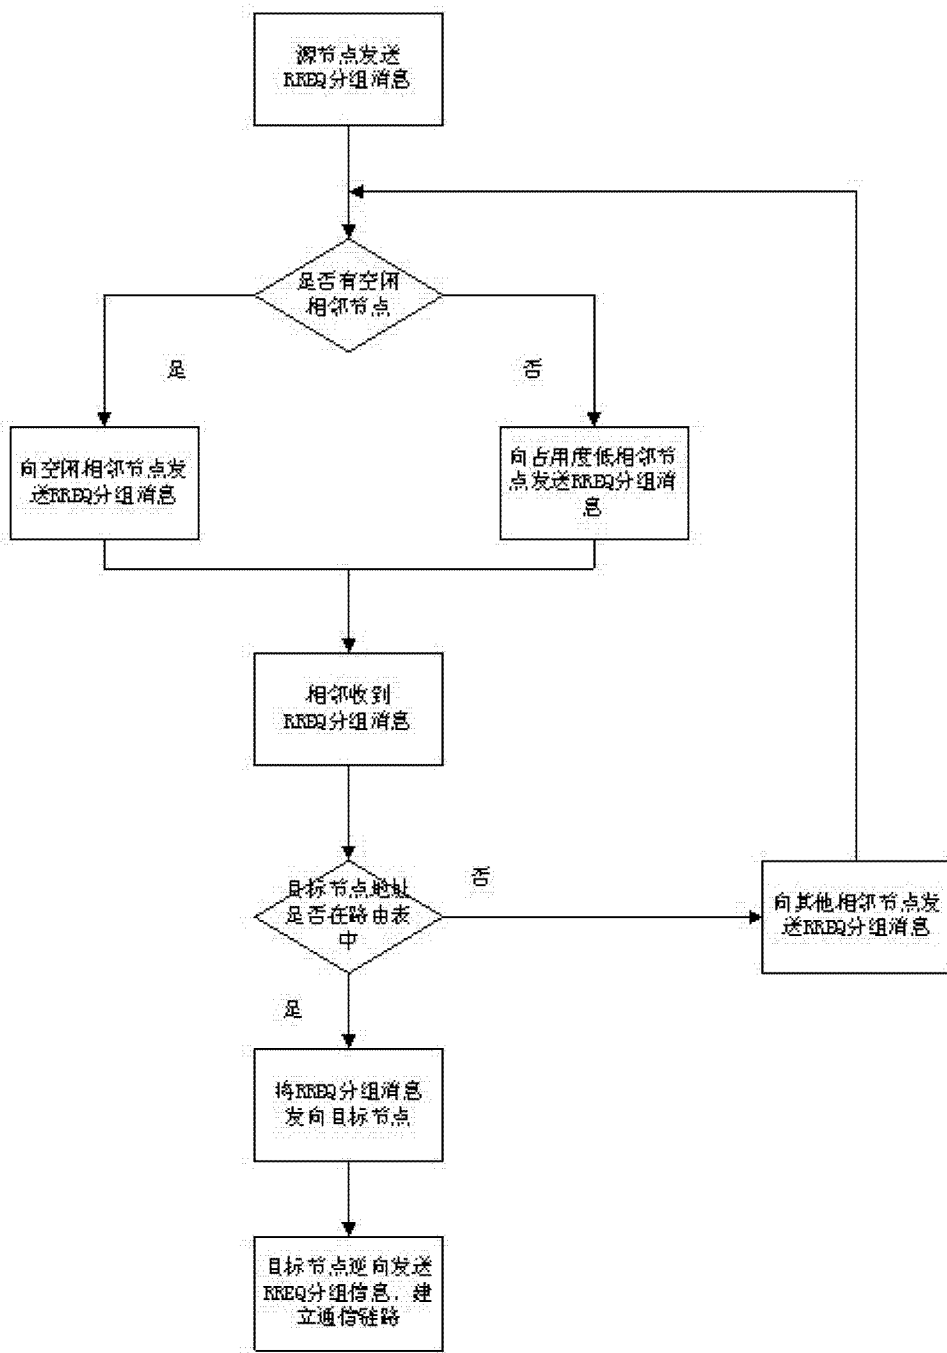 源节点发送
RREQ分组消息
是否有空闲
相邻节点
是
否
向空闲相邻节点发
送RREQ分组消息
向占用度低相邻节
点发送RREQ分组消
息
相邻收到
RREQ分组消息
目标节点地址
是否在路由表
中
否
向其他相邻节点发
送RREQ分组消息
是
将RREQ分组消息
发向目标节点
目标节点逆向发送
RREQ分组信息，建
立通信链路